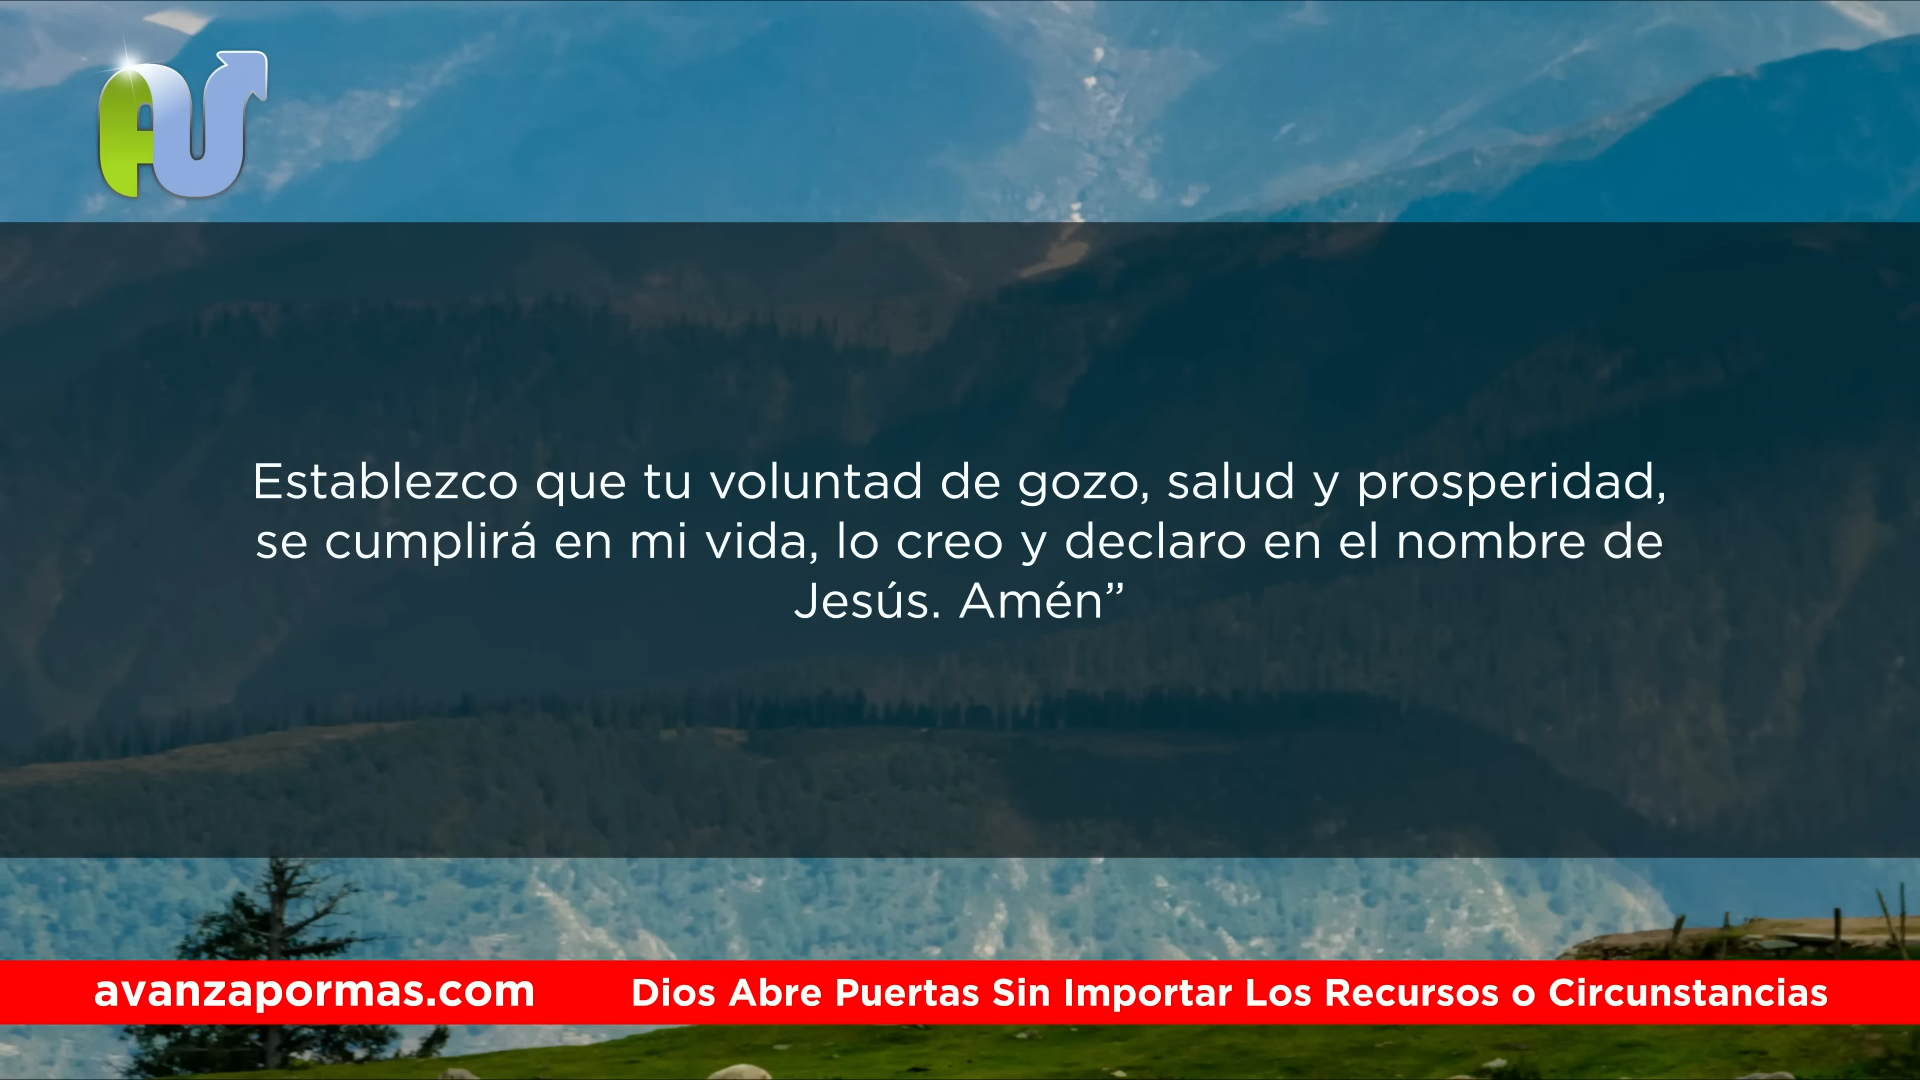 Establezco que tu voluntad de gozo, salud y prosperidad,
se cumplirá en mi vida, lo creo y declaro en el nombre de
Jesús. Amén”
avanzapormas.com
Dios Abre Puertas Sin Importar Los Recursos o Circunstancias